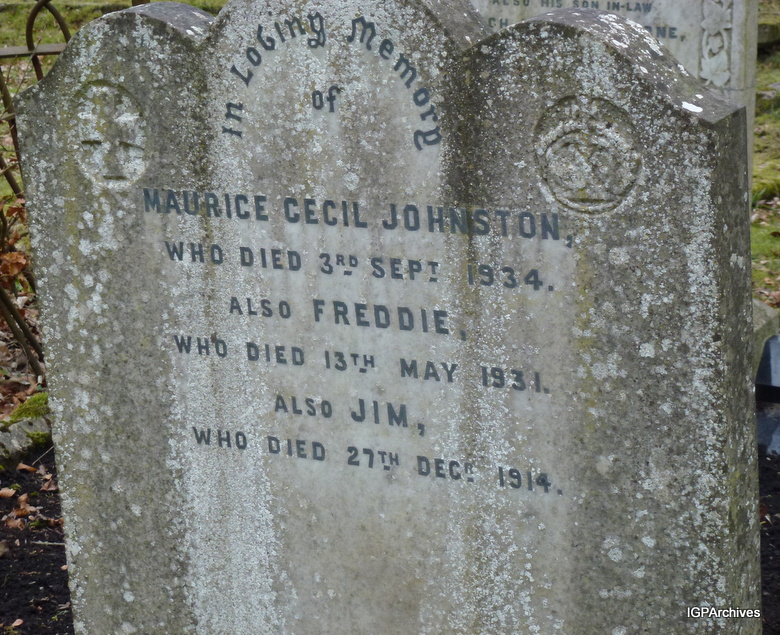 ALSO HIS SON IN-LAW
In Loving Memory
of
MAURICE CECIL JOHNSTON,
WHO DIED 3RD SEPT 1934.
ALSO FREDDIE,
WHO DIED 13TH MAY 1931.
ALSO JIM,
WHO DIED 27TH DECR 1914.
IGPArchives